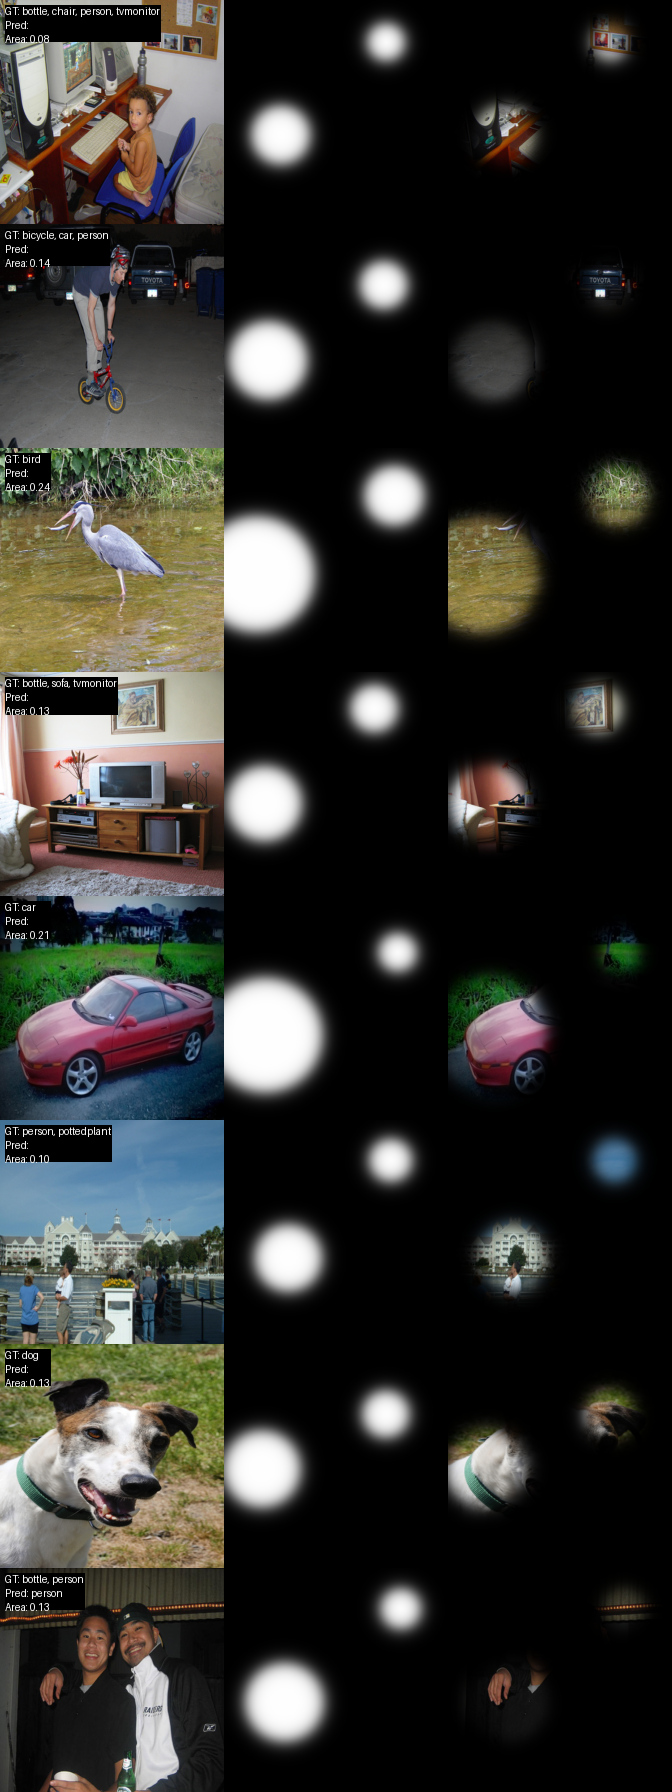 GT: bottle, chair, person, tvmonitor
Pred:
Area: 0.08
GT: bicycle, car, person
Pred:
Area: 0.14
TOYOTA
TOYOTA
GT: bird
Pred:
Area: 0.24
GT: bottle, sofa, tvmonitor
Pred:
Area: 0.13
GT: car
Pred:
Area: 0.21
GT: person, pottedplant
Pred:
Area: 0.10
GT: dog
Pred:
Area: 0.13
GT: bottle, person
Pred: person
Area: 0.13